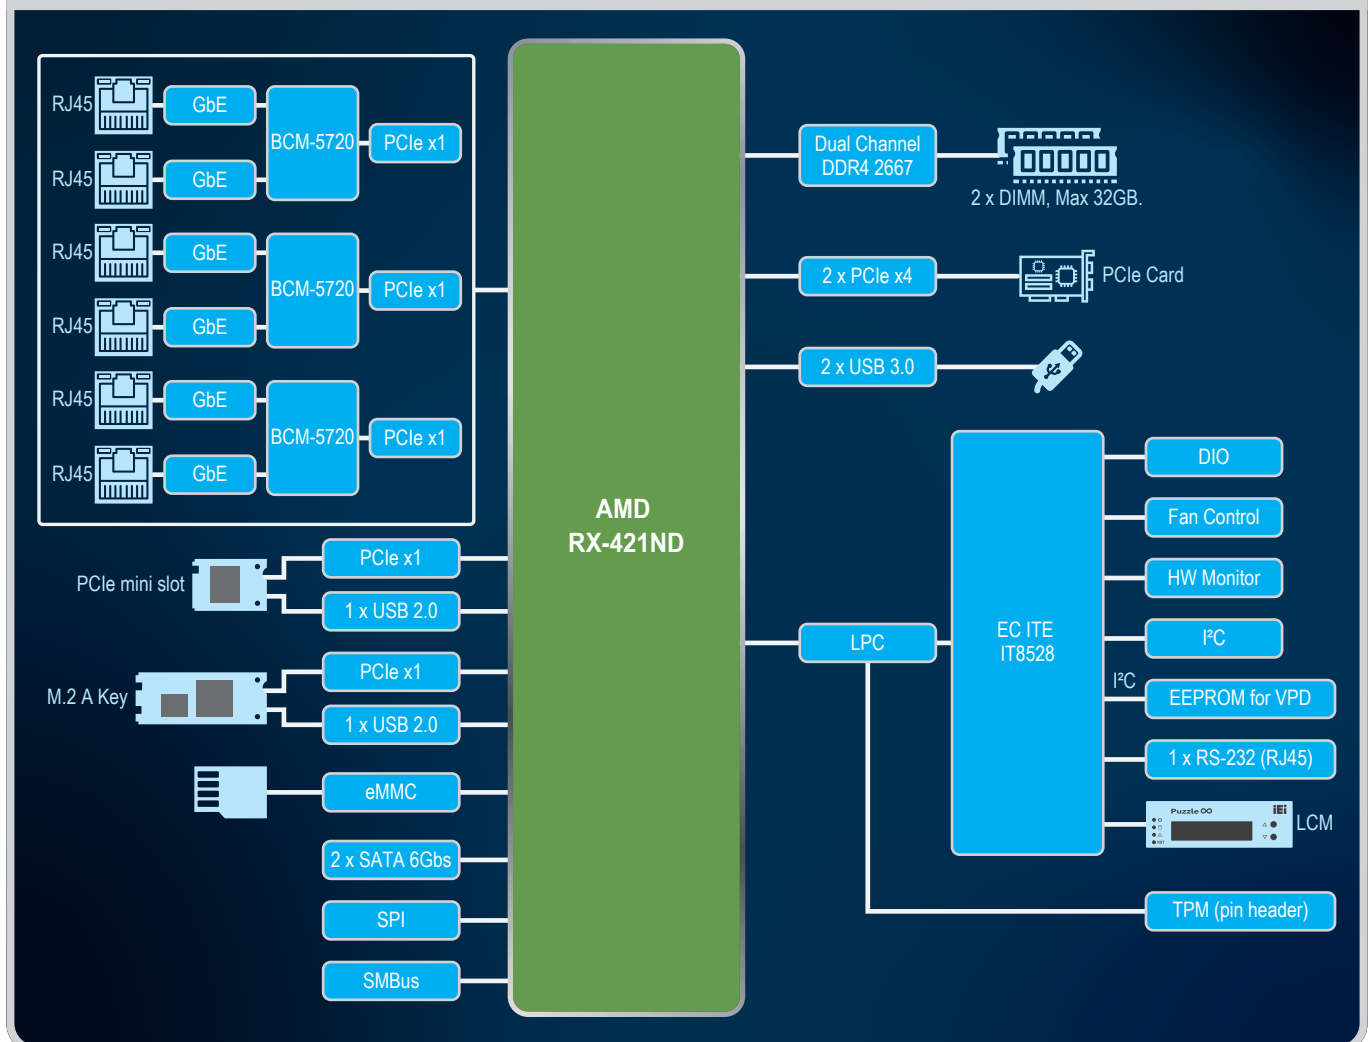 RJ45
GbE
RJ45
GbE
BCM-5720
PCIe x1
RJ45
GbE
RJ45
GbE
BCM-5720
PCIe x1
RJ45
GbE
RJ45
GbE
BCM-5720
PCIe x1
PCIe mini slot
PCIe x1
1 x USB 2.0
M.2 A Key
PCIe x1
1 x USB 2.0
eMMC
2 x SATA 6Gbs
SPI
SMBus
AMD
RX-421ND
Dual Channel
DDR4 2667
2 x DIMM, Max 32GB.
2 x PCIe x4
PCIe Card
2 x USB 3.0
LPC
EC ITE
IT8528
DIO
Fan Control
HW Monitor
I²C
I²C
EEPROM for VPD
1 x RS-232 (RJ45)
Puzzle
iEi
RST
LCM
TPM (pin header)